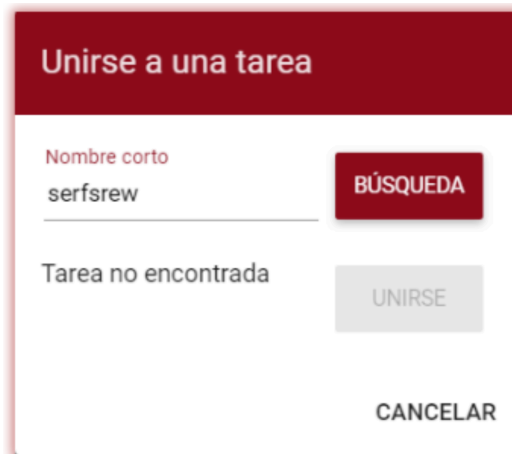 Unirse a una tarea
Nombre corto
serfsrew
BÚSQUEDA
Tarea no encontrada
UNIRSE
CANCELAR